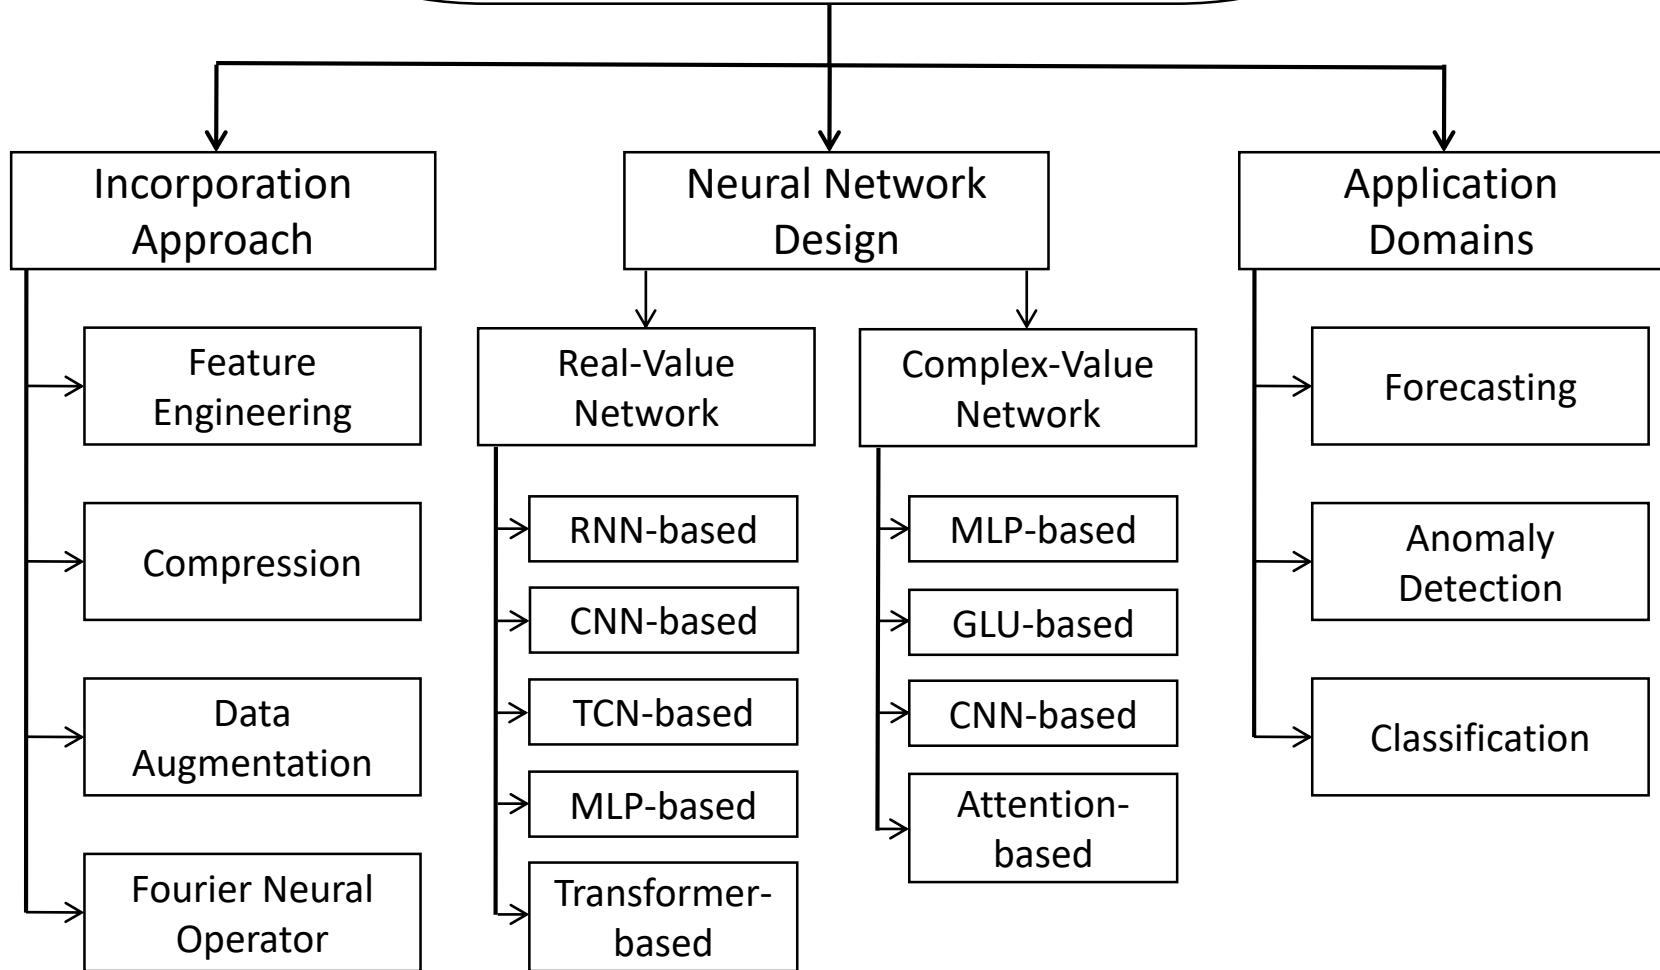 Incorporation
Approach
Neural Network
Design
Application
Domains
Feature
Engineering
Compression
Data
Augmentation
Fourier Neural
Operator
Real-Value
Network
RNN-based
CNN-based
TCN-based
MLP-based
Transformer-
based
Complex-Value
Network
MLP-based
GLU-based
CNN-based
Attention-
based
Forecasting
Anomaly
Detection
Classification